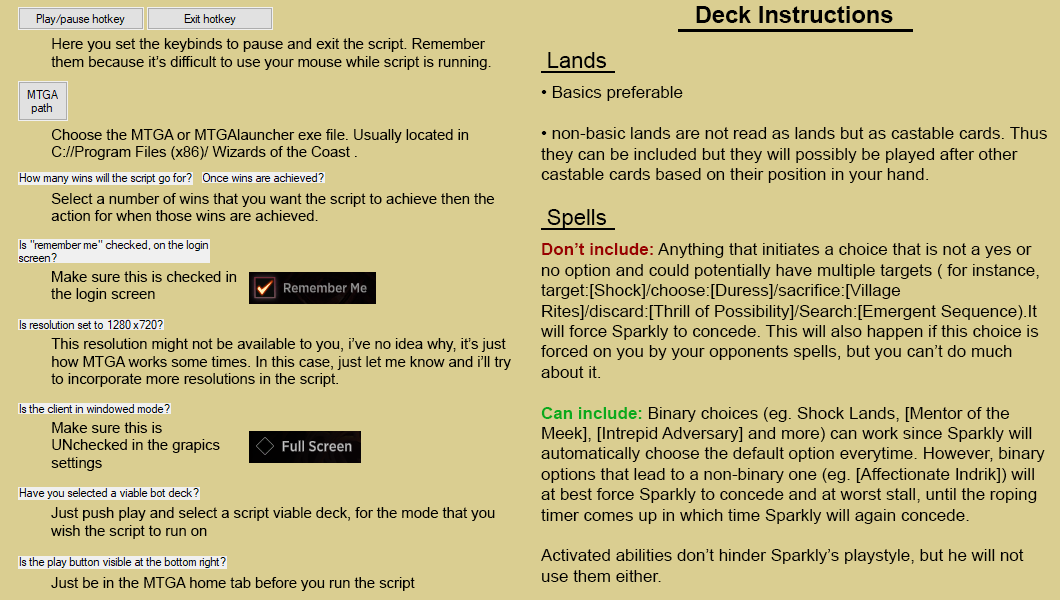 Play/pause hotkey
Exit hotkey
Here you set the keybinds to pause and exit the script. Remember
them because it's difficult to use your mouse while script is running.
MTGA
path
Choose the MTGA or MTGAlauncher exe file. Usually located in
C://Program Files (x86)/ Wizards of the Coast .
How many wins will the script go for?
Once wins are achieved?
Select a number of wins that you want the script to achieve then the
action for when those wins are achieved.
Is "remember me" checked, on the login
screen?
Make sure this is checked in
the login screen
Remember Me
Is resolution set to 1280 x720?
This resolution might not be available to you, i've no idea why, it's just
how MTGA works some times. In this case, just let me know and i'll try
to incorporate more resolutions in the script.
Is the client in windowed mode?
Make sure this is
UNchecked in the grapics
settings
Full Screen
Have you selected a viable bot deck?
Just push play and select a script viable deck, for the mode that you
wish the script to run on
Is the play button visible at the bottom right?
Just be in the MTGA home tab before you run the script
Deck Instructions
Lands
• Basics preferable
• non-basic lands are not read as lands but as castable cards. Thus
they can be included but they will possibly be played after other
castable cards based on their position in your hand.
Spells
Don't include: Anything that initiates a choice that is not a yes or
no option and could potentially have multiple targets ( for instance,
target:[Shock]/choose:[Duress]/sacrifice:[Village
Rites]/discard:[Thrill of Possibility]/Search:[Emergent Sequence).It
will force Sparkly to concede. This will also happen if this choice is
forced on you by your opponents spells, but you can't do much
about it.
Can include: Binary choices (eg. Shock Lands, [Mentor of the
Meek], [Intrepid Adversary] and more) can work since Sparkly will
automatically choose the default option everytime. However, binary
options that lead to a non-binary one (eg. [Affectionate Indrik]) will
at best force Sparkly to concede and at worst stall, until the roping
timer comes up in which time Sparkly will again concede.
Activated abilities don't hinder Sparkly's playstyle, but he will not
use them either.